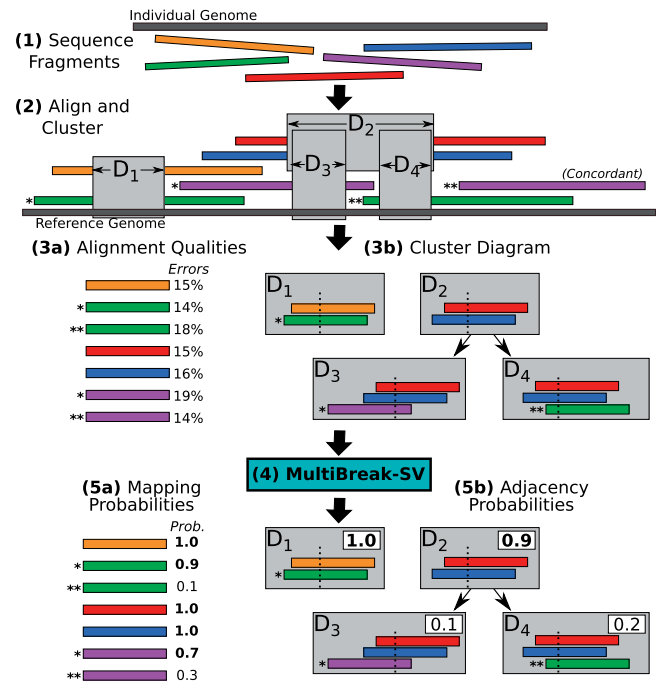 Individual Genome
(1) Sequence
Fragments
(2) Align and
Cluster
D2
D1
D3
D4
(Concordant)
*
**
*
**
Reference Genome
(3a) Alignment Qualities
(3b) Cluster Diagram
Errors
15%
* 14%
** 18%
15%
16%
* 19%
** 14%
D1
*
D2
D3
*
D4
**
(4) MultiBreak-SV
(5a) Mapping
Probabilities
(5b) Adjacency
Probabilities
Prob.
1.0
* 0.9
** 0.1
1.0
1.0
* 0.7
** 0.3
D1 1.0
*
D2 0.9
D3 0.1
*
D4 0.2
**